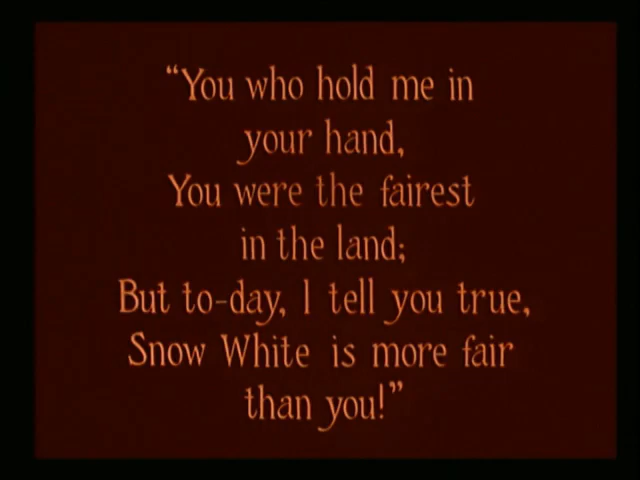 “You who hold me in
your hand,
You were the fairest
in the land;
But to-day, I tell you true,
Snow White is more fair
than you!”